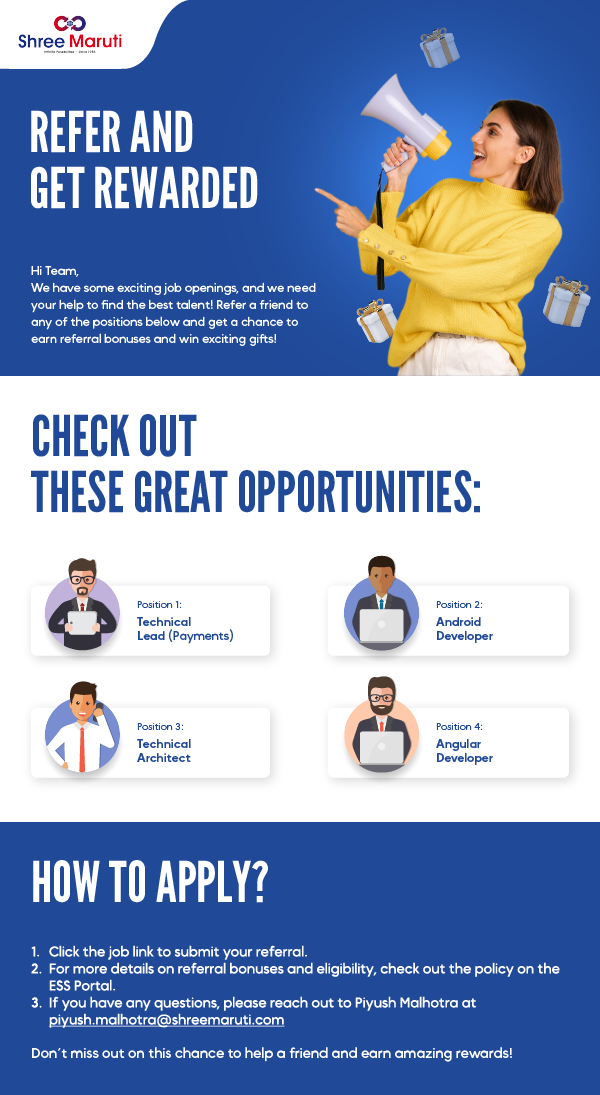 Shree Maruti
REFER AND
GET REWARDED
Hi Team,
We have some exciting job openings, and we need
your help to find the best talent! Refer a friend to
any of the positions below and get a chance to
earn referral bonuses and win exciting gifts!
CHECK OUT
THESE GREAT OPPORTUNITIES:
Position 1:
Technical
Lead (Payments)
Position 2:
Android
Developer
Position 3:
Technical
Architect
Position 4:
Angular
Developer
HOW TO APPLY?
1. Click the job link to submit your referral.
2. For more details on referral bonuses and eligibility, check out the policy on the
ESS Portal.
3. If you have any questions, please reach out to Piyush Malhotra at
piyush.malhotra@shreemaruti.com
Don't miss out on this chance to help a friend and earn amazing rewards!